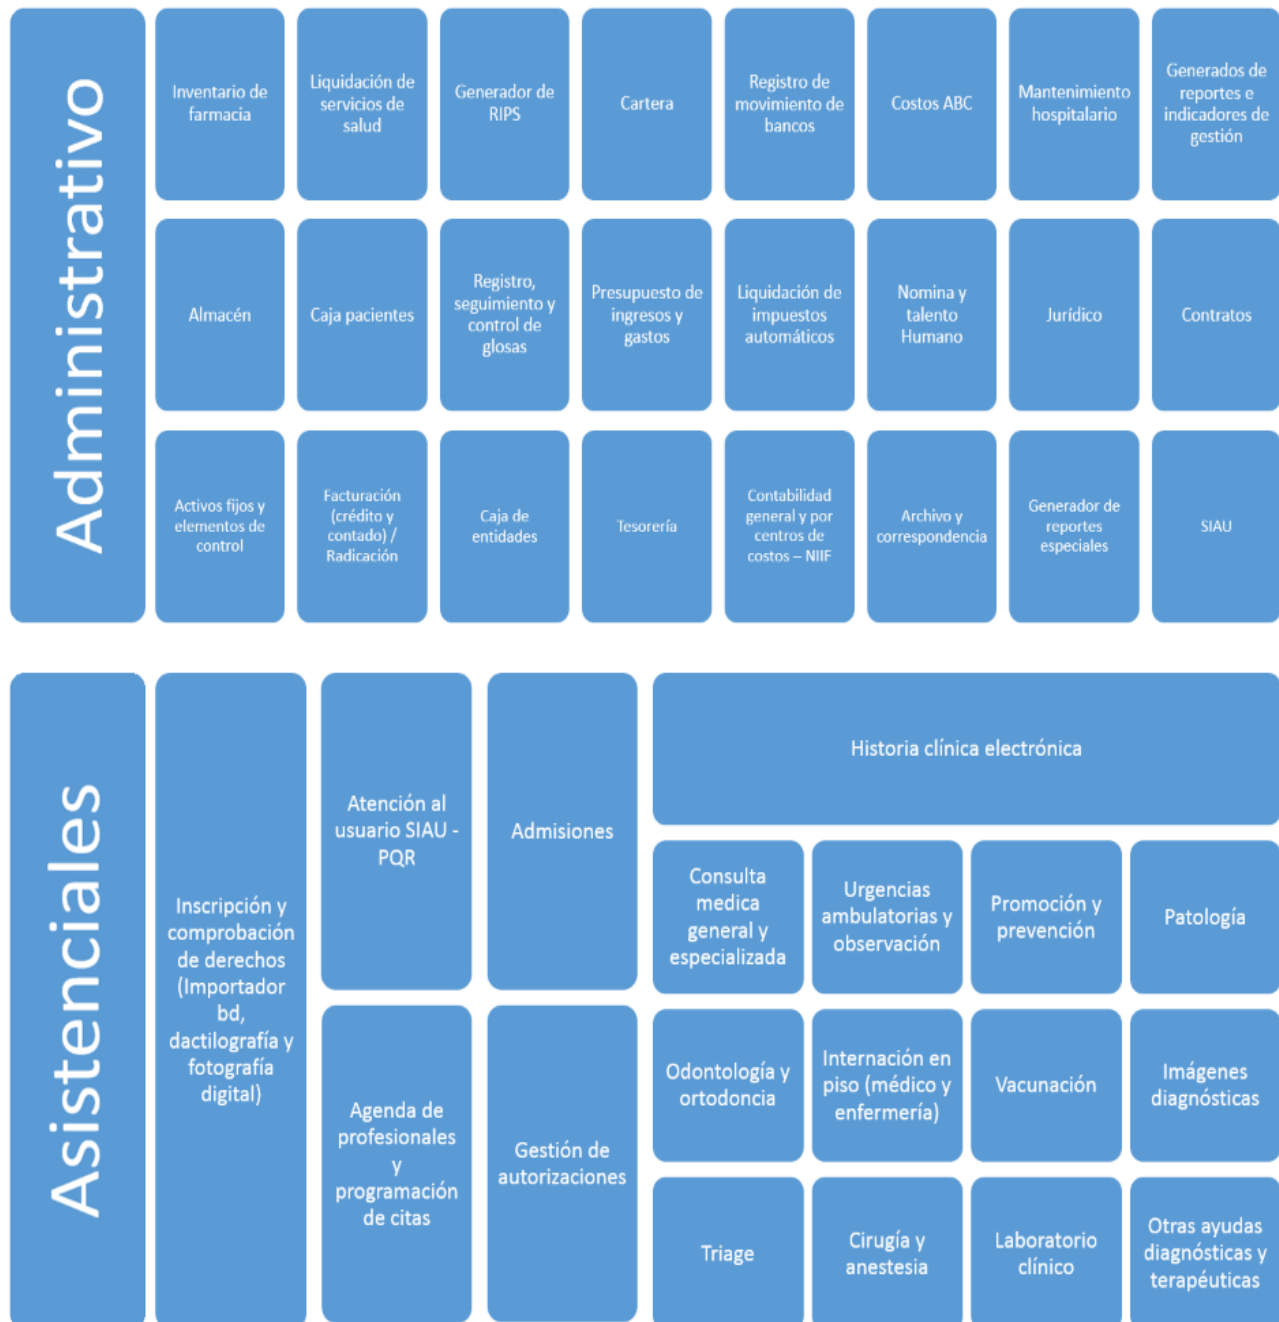 Administrativo
Inventario de
farmacia
Liquidación de
servicios de
salud
Generador de
RIPS
Cartera
Registro de
movimiento de
bancos
Costos ABC
Mantenimiento
hospitalario
Generados de
reportes e
indicadores de
gestión
Almacén
Caja pacientes
Registro,
seguimiento y
control de
glosas
Presupuesto de
ingresos y
gastos
Liquidación de
impuestos
automáticos
Nomina y
talento
Humano
Jurídico
Contratos
Activos fijos y
elementos de
control
Facturación
(crédito y
contado) /
Radicación
Caja de
entidades
Tesorería
Contabilidad
general y por
centros de
costos – NIIF
Archivo y
correspondencia
Generador de
reportes
especiales
SIAU
Asistenciales
Inscripción y
comprobación
de derechos
(Importador
bd,
dactilografía y
fotografía
digital)
Atención al
usuario SIAU -
PQR
Agenda de
profesionales
y
programación
de citas
Admisiones
Gestión de
autorizaciones
Historia clínica electrónica
Consulta
medica
general y
especializada
Urgencias
ambulatorias y
observación
Promoción y
prevención
Patología
Odontología y
ortodoncia
Internación en
piso (médico y
enfermería)
Vacunación
Imágenes
diagnósticas
Triage
Cirugía y
anestesia
Laboratorio
clínico
Otras ayudas
diagnósticas y
terapéuticas